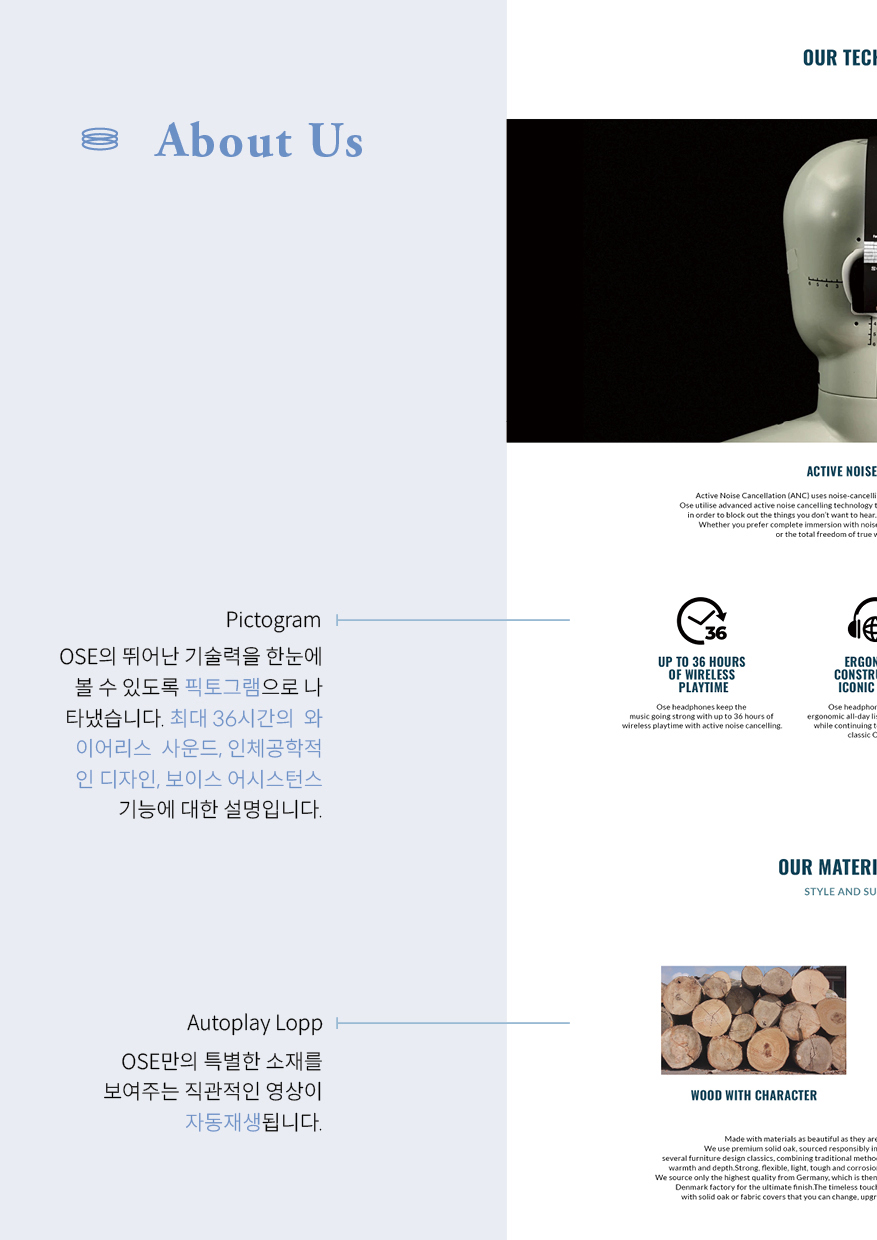 About Us
Pictogram
OSE의 뛰어난 기술력을 한눈에
볼 수 있도록 픽토그램으로 나
타냈습니다. 최대 36시간의 와
이어리스 사운드, 인체공학적
인 디자인, 보이스 어시스턴스
기능에 대한 설명입니다.
Autoplay Lopp
OSE만의 특별한 소재를
보여주는 직관적인 영상이
자동재생됩니다.
OUR TECH
ACTIVE NOISE
Active Noise Cancellation (ANC) uses noise-cancelli
Ose utilise advanced active noise cancelling technology t
in order to block out the things you don't want to hear.
Whether you prefer complete immersion with noise
or the total freedom of true w
36
UP TO 36 HOURS
OF WIRELESS
PLAYTIME
Ose headphones keep the
music going strong with up to 36 hours of
wireless playtime with active noise cancelling.
ERGON
CONSTRU
ICONIC
Ose headphor
ergonomic all-day lis
while continuing to
classic O
OUR MATERI
STYLE AND SU
WOOD WITH CHARACTER
Made with materials as beautiful as they are
We use premium solid oak, sourced responsibly in
several furniture design classics, combining traditional metho
warmth and depth.Strong, flexible, light, tough and corrosio
We source only the highest quality from Germany, which is then
Denmark factory for the ultimate finish.The timeless touch
with solid oak or fabric covers that you can change, upgr